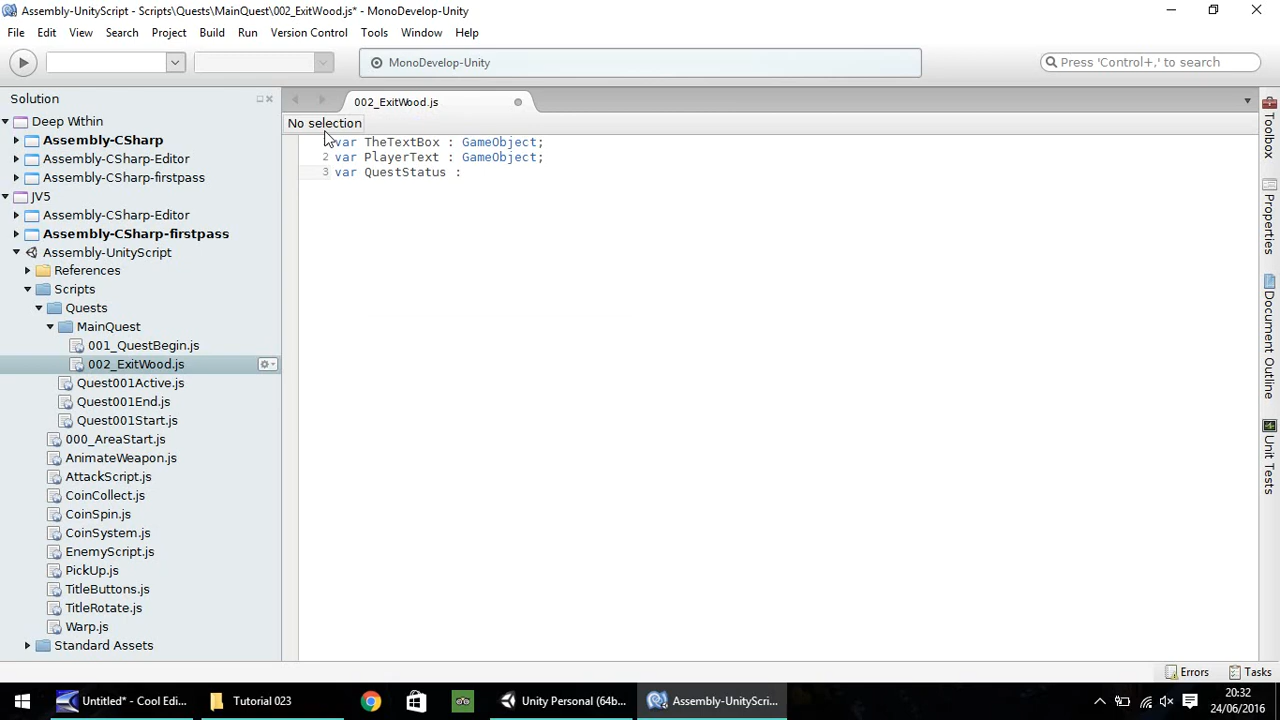 Assembly-UnityScript - Scripts\Quests\MainQuest\002_ExitWood.js* - MonoDevelop-Unity
File Edit View Search Project Build Run Version Control Tools Window Help
MonoDevelop-Unity
Press 'Control+,' to search
Solution
002_ExitWood.js
No selection
Deep Within
Assembly-CSharp
Assembly-CSharp-Editor
Assembly-CSharp-firstpass
JV5
Assembly-CSharp-Editor
Assembly-CSharp-firstpass
Assembly-UnityScript
References
Scripts
Quests
MainQuest
001_QuestBegin.js
002_ExitWood.js
Quest001Active.js
Quest001End.js
Quest001Start.js
000_AreaStart.js
AnimateWeapon.js
AttackScript.js
CoinCollect.js
CoinSpin.js
CoinSystem.js
EnemyScript.js
PickUp.js
TitleButtons.js
TitleRotate.js
Warp.js
Standard Assets
var TheTextBox : GameObject;
2 var PlayerText : GameObject;
3 var QuestStatus :
Toolbox
Properties
Document Outline
Unit Tests
Errors Tasks
Untitled* - Cool Edi...
Tutorial 023
Unity Personal (64b...
Assembly-UnityScri...
20:32
24/06/2016